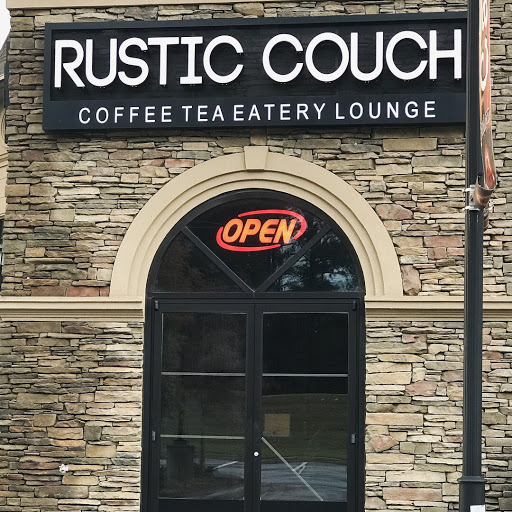 RUSTIC COUCH
COFFEE TEA EATERY LOUNGE
OPEN